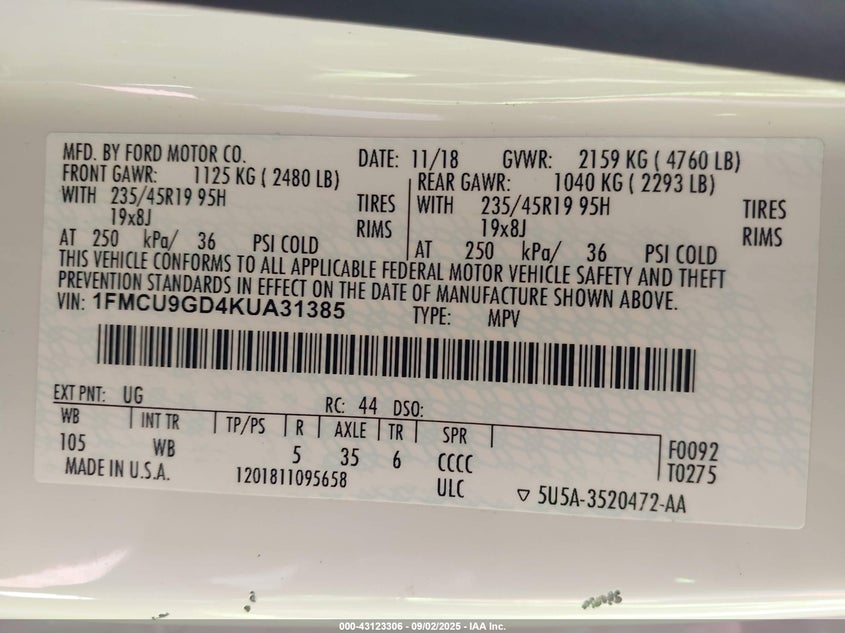 MFD. BY FORD MOTOR CO. DATE: 11/18 GVWR: 2159 KG ( 4760 LB)
FRONT GAWR: 1125 KG ( 2480 LB) REAR GAWR: 1040 KG ( 2293 LB)
WITH 235/45R19 95H TIRES WITH 235/45R19 95H TIRES
19x8J RIMS 19x8J RIMS
AT 250 kPa/ 36 PSI COLD AT 250 kPa/ 36 PSI COLD
THIS VEHICLE CONFORMS TO ALL APPLICABLE FEDERAL MOTOR VEHICLE SAFETY AND THEFT
PREVENTION STANDARDS IN EFFECT ON THE DATE OF MANUFACTURE SHOWN ABOVE.
VIN: 1FMCU9GD4KUA31385 TYPE: MPV
EXT PNT: UG RC: 44 DSO:
WB INT TR TP/PS R AXLE TR SPR
105 WB 5 35 6 CCCC F0092
MADE IN U.S.A. 1201811095658 ULC T0275
5U5A-3520472-AA
000-43123306 - 09/02/2025 - IAA Inc.